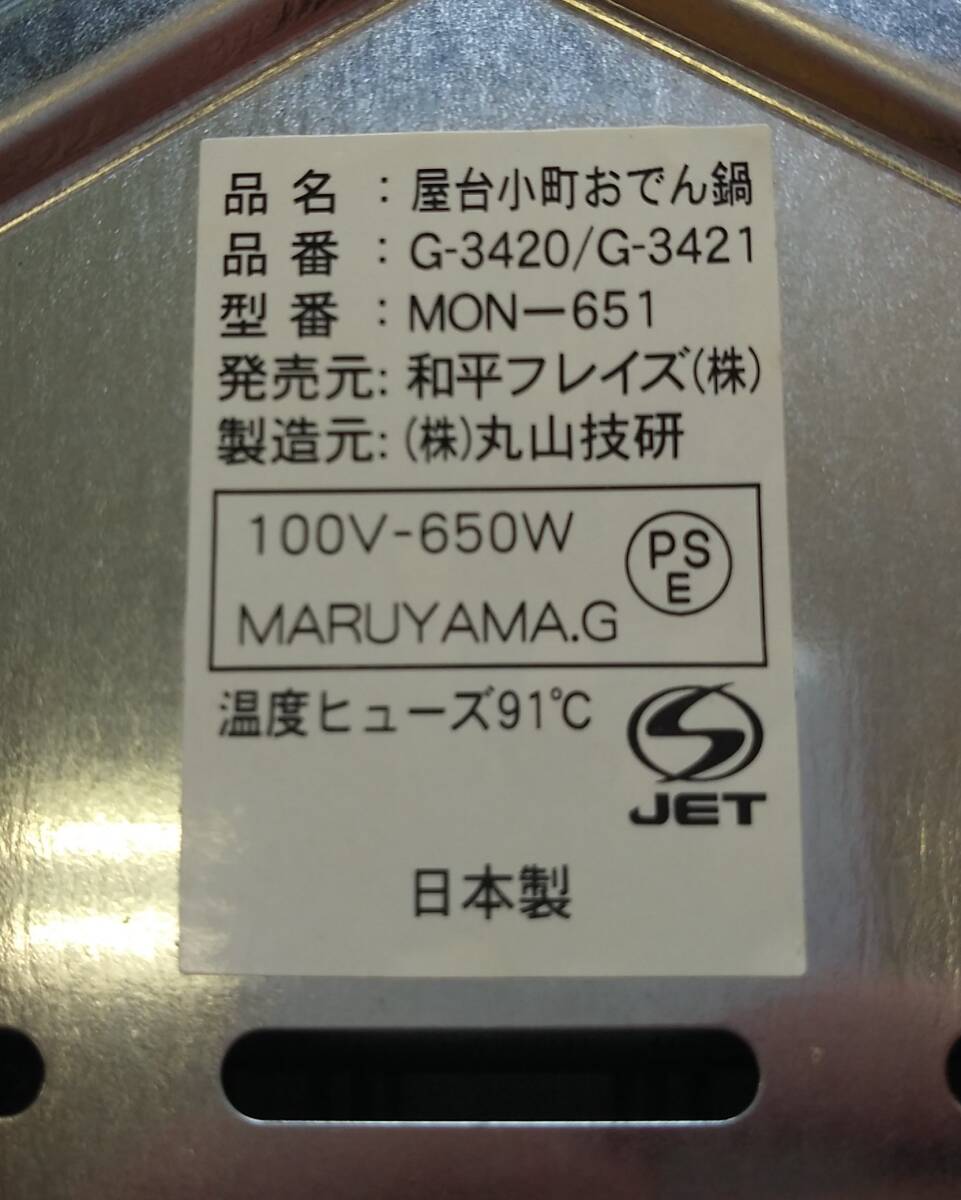 品名：屋台小町おでん鍋
品番：G-3420/G-3421
型番：MON－651
発売元：和平フレイズ(株)
製造元：(株)丸山技研
100V-650W
PSE
MARUYAMA.G
温度ヒューズ91℃
JET
日本製